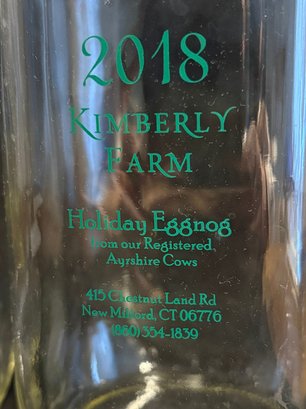 2018
KIMBERLY
FARM
Holiday Eggnog
from our Registered
Ayrshire Cows
415 Chestnut Land Rd
New Milford, CT 06776
(860) 354-1839